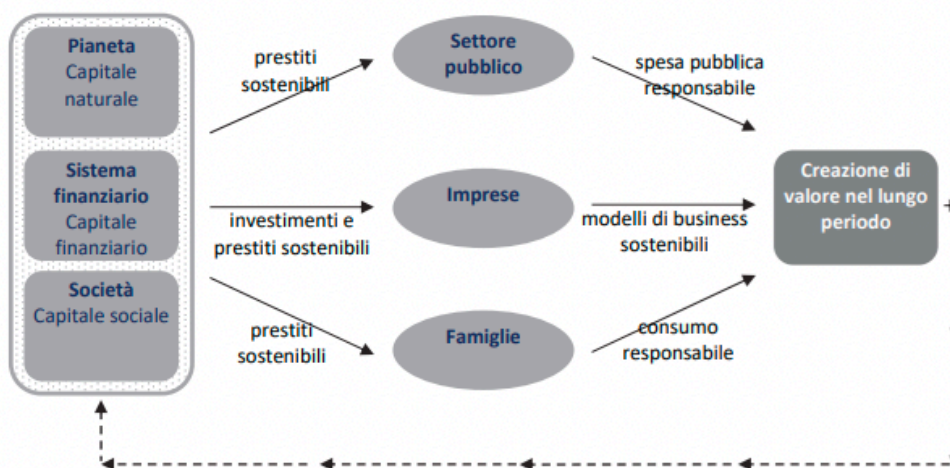 Pianeta
Capitale
naturale
Sistema
finanziario
Capitale
finanziario
Società
Capitale sociale
prestiti
sostenibili
investimenti e
prestiti sostenibili
prestiti
sostenibili
Settore
pubblico
Imprese
Famiglie
spesa pubblica
responsabile
modelli di business
sostenibili
consumo
responsabile
Creazione di
valore nel lungo
periodo